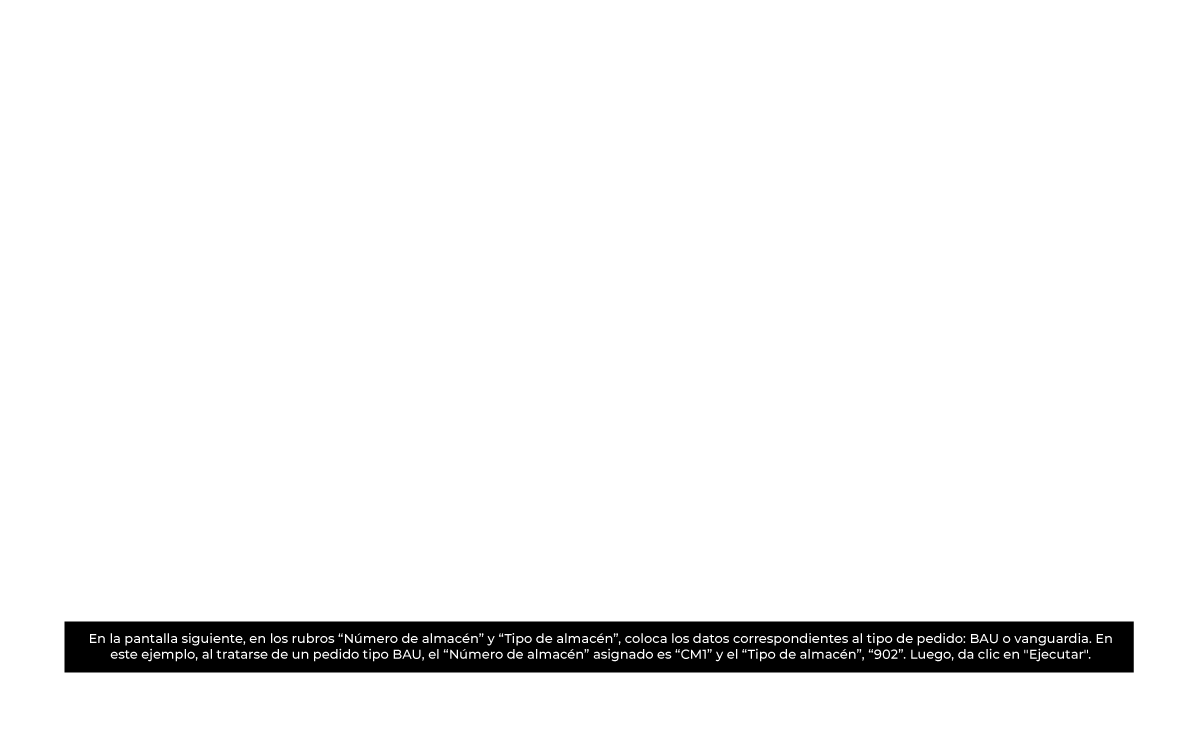 En la pantalla siguiente, en los rubros “Número de almacén” y “Tipo de almacén”, coloca los datos correspondientes al tipo de pedido: BAU o vanguardia. En
este ejemplo, al tratarse de un pedido tipo BAU, el “Número de almacén” asignado es “CM1” y el “Tipo de almacén”, “902”. Luego, da clic en "Ejecutar".